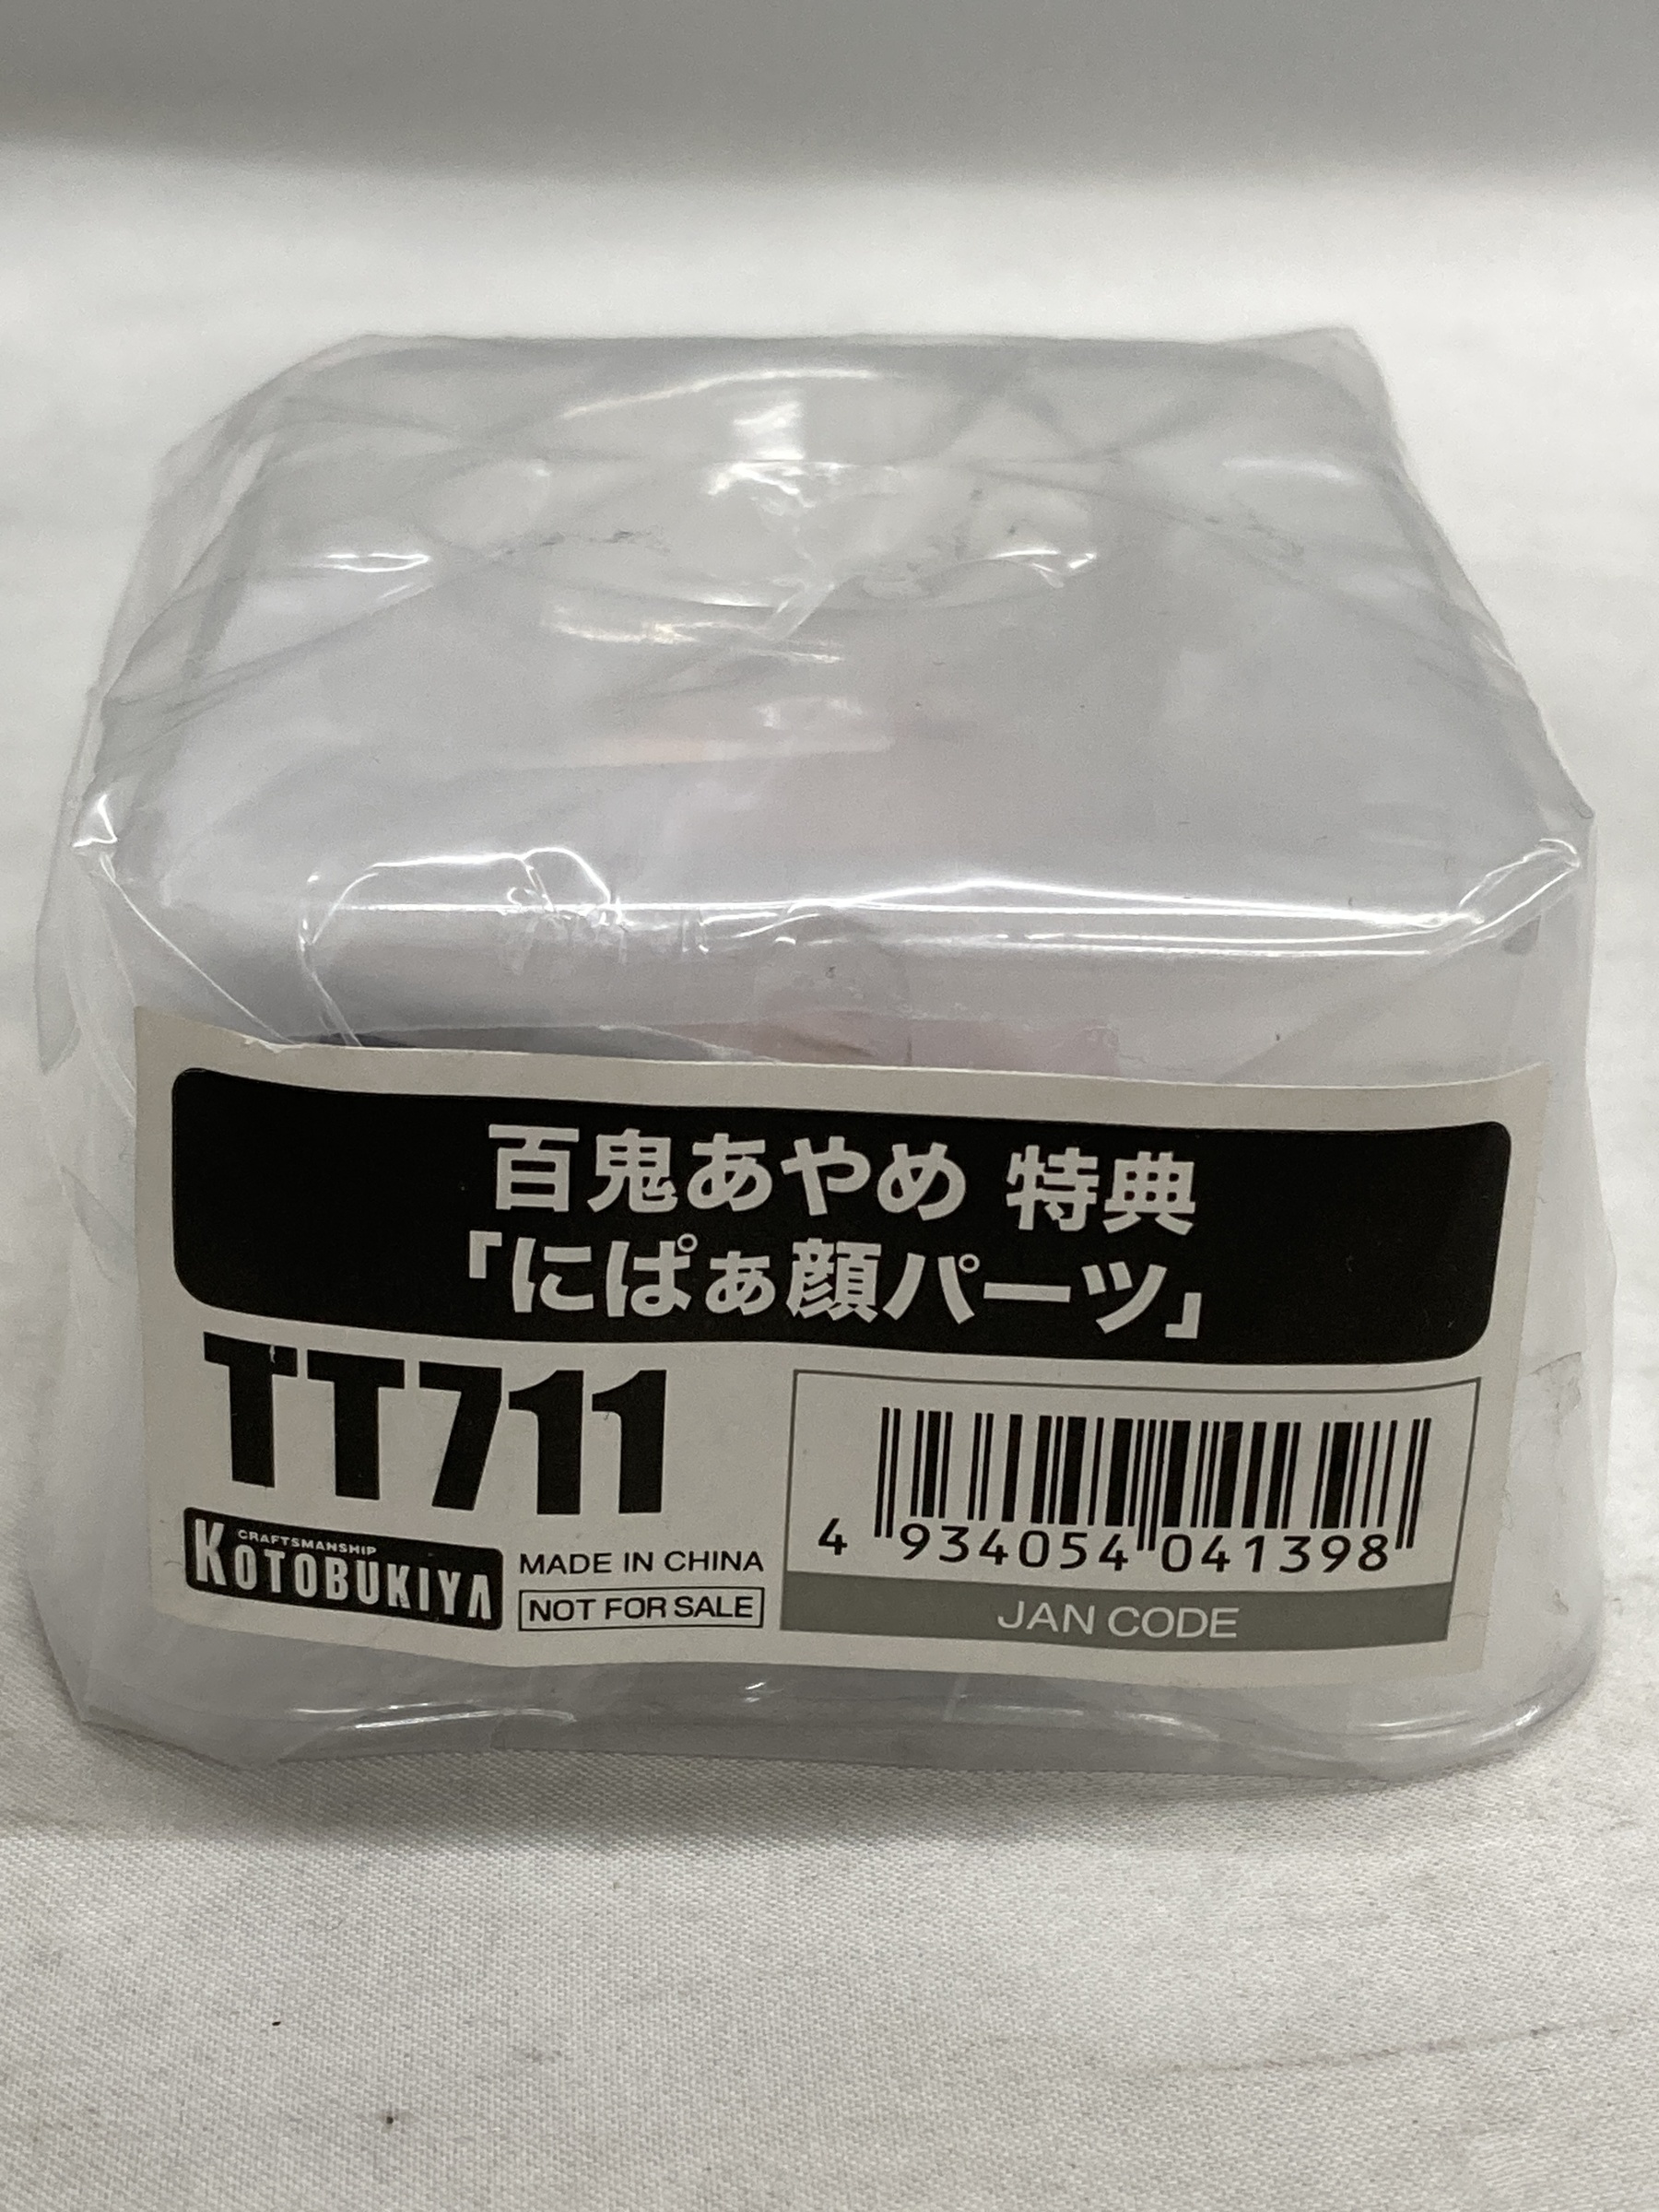 百鬼あやめ 特典
「にぱぁ顔パーツ」
TT711
CRAFTSMANSHIP
KOTOBUKIYA
MADE IN CHINA
NOT FOR SALE
4 934054 041398
JAN CODE